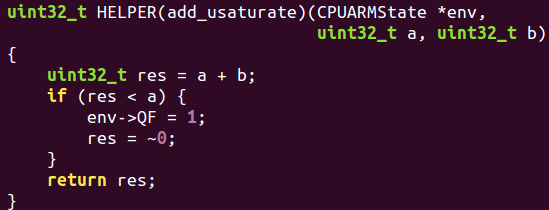 uint32_t HELPER(add_usaturate)(CPUARMState *env,
                               uint32_t a, uint32_t b)
{
    uint32_t res = a + b;
    if (res < a) {
        env->QF = 1;
        res = ~0;
    }
    return res;
}